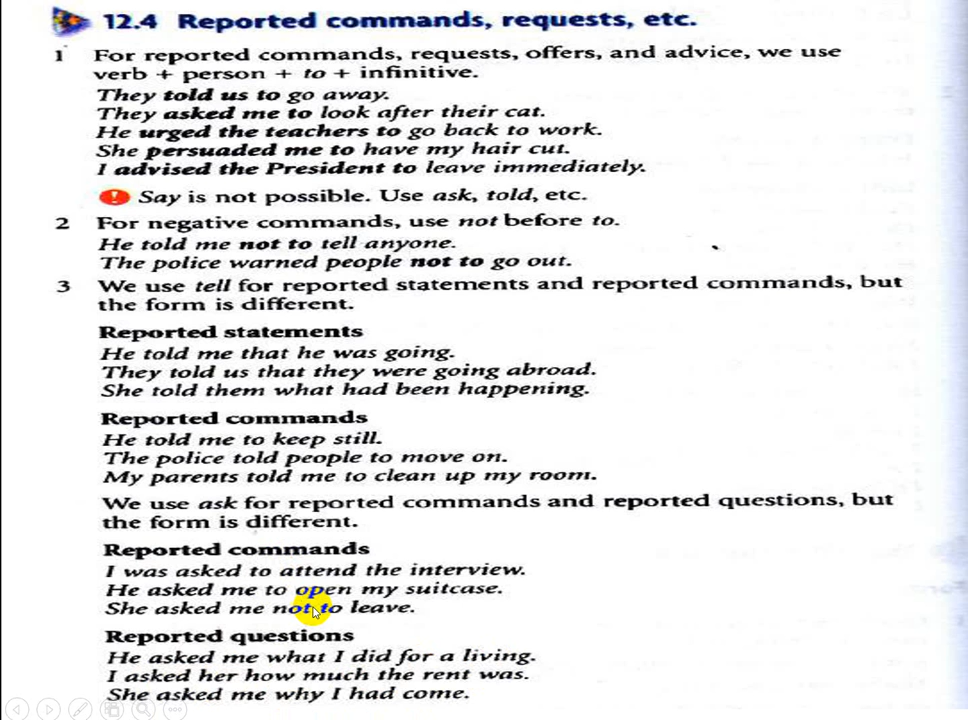 12.4 Reported commands, requests, etc.
1 For reported commands, requests, offers, and advice, we use
verb + person + to + infinitive.
They told us to go away.
They asked me to look after their cat.
He urged the teachers to go back to work.
She persuaded me to have my hair cut.
I advised the President to leave immediately.
! Say is not possible. Use ask, told, etc.
2 For negative commands, use not before to.
He told me not to tell anyone.
The police warned people not to go out.
3 We use tell for reported statements and reported commands, but
the form is different.
Reported statements
He told me that he was going.
They told us that they were going abroad.
She told them what had been happening.
Reported commands
He told me to keep still.
The police told people to move on.
My parents told me to clean up my room.
We use ask for reported commands and reported questions, but
the form is different.
Reported commands
I was asked to attend the interview.
He asked me to open my suitcase.
She asked me not to leave.
Reported questions
He asked me what I did for a living.
I asked her how much the rent was.
She asked me why I had come.